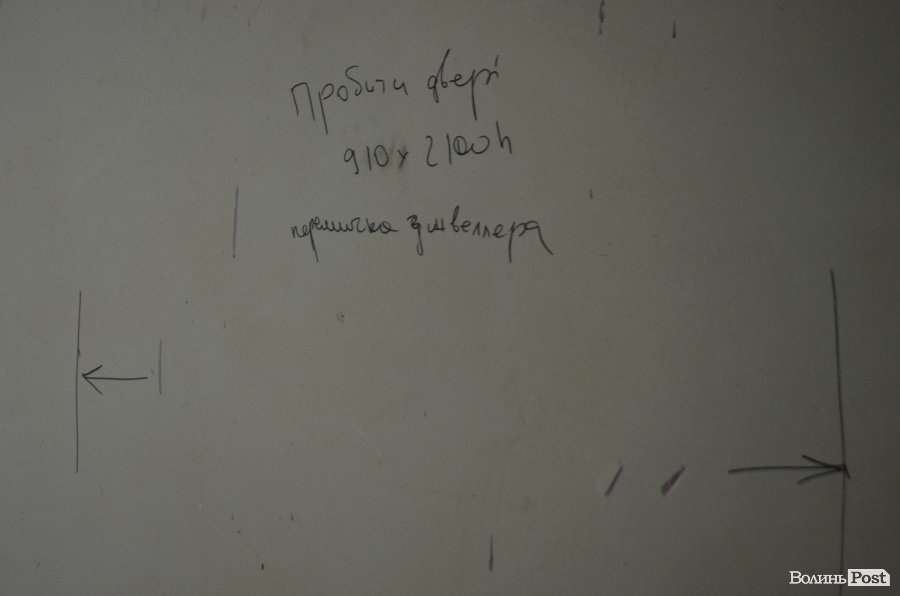 Пробити двері
910 x 2100h
перемичка з швеллера
Волинь Post